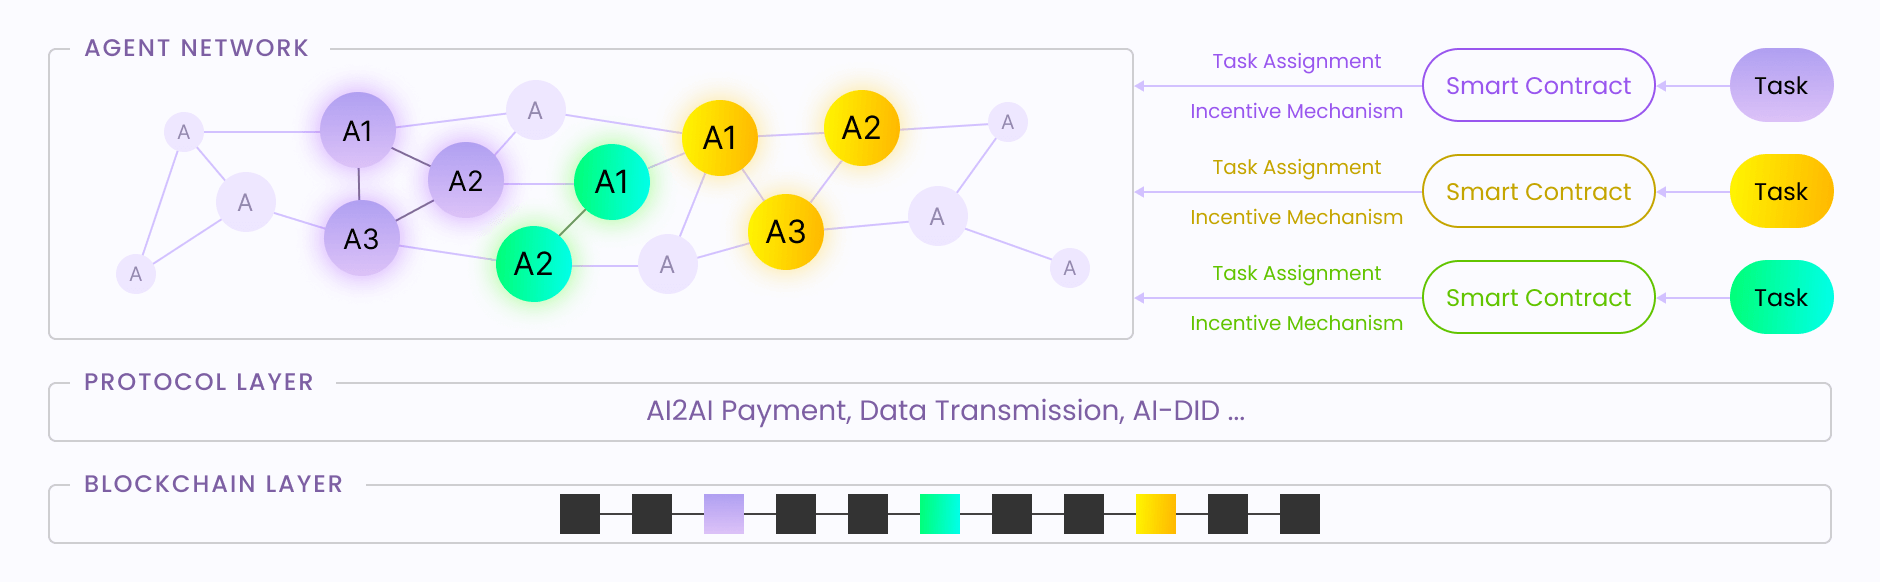 AGENT NETWORK
A
A1
A
A2
A
A3
A
A1
A2
A
A1
A2
A3
A
A
A
Task Assignment
Incentive Mechanism
Smart Contract
Task
Task Assignment
Incentive Mechanism
Smart Contract
Task
Task Assignment
Incentive Mechanism
Smart Contract
Task
PROTOCOL LAYER
AI2AI Payment, Data Transmission, AI-DID ...
BLOCKCHAIN LAYER